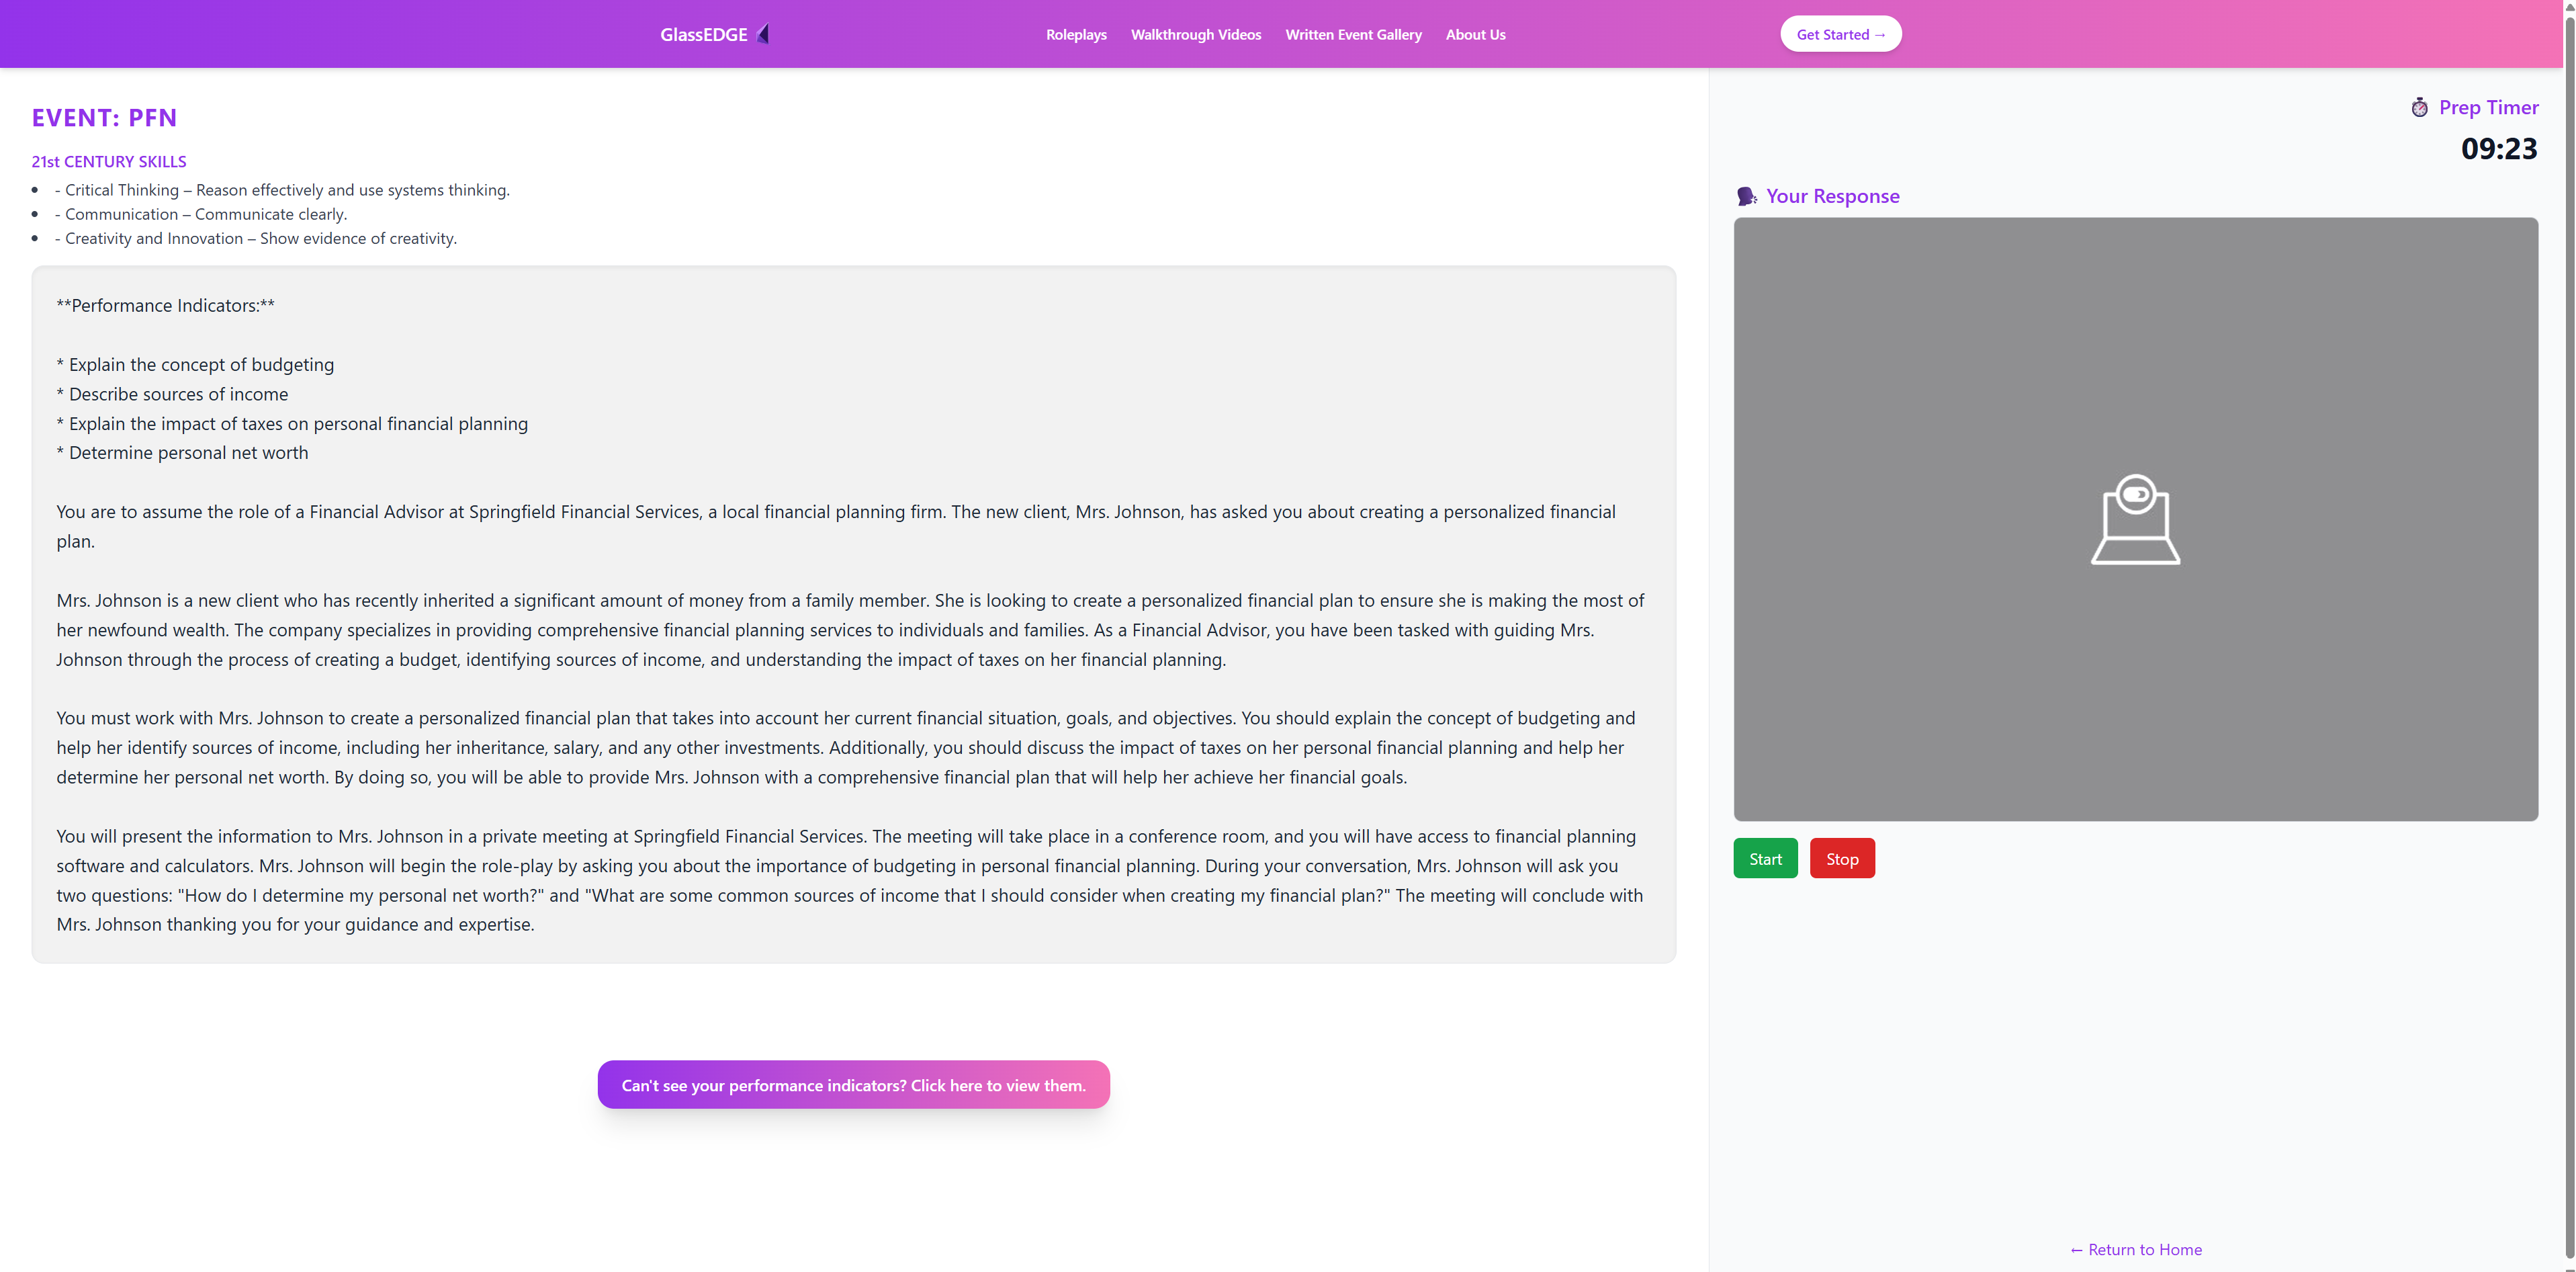 GlassEDGE
Roleplays
Walkthrough Videos
Written Event Gallery
About Us
Get Started →
EVENT: PFN
21st CENTURY SKILLS
- Critical Thinking – Reason effectively and use systems thinking.
- Communication – Communicate clearly.
- Creativity and Innovation – Show evidence of creativity.
**Performance Indicators:**
* Explain the concept of budgeting
* Describe sources of income
* Explain the impact of taxes on personal financial planning
* Determine personal net worth
You are to assume the role of a Financial Advisor at Springfield Financial Services, a local financial planning firm. The new client, Mrs. Johnson, has asked you about creating a personalized financial
plan.
Mrs. Johnson is a new client who has recently inherited a significant amount of money from a family member. She is looking to create a personalized financial plan to ensure she is making the most of
her newfound wealth. The company specializes in providing comprehensive financial planning services to individuals and families. As a Financial Advisor, you have been tasked with guiding Mrs.
Johnson through the process of creating a budget, identifying sources of income, and understanding the impact of taxes on her financial planning.
You must work with Mrs. Johnson to create a personalized financial plan that takes into account her current financial situation, goals, and objectives. You should explain the concept of budgeting and
help her identify sources of income, including her inheritance, salary, and any other investments. Additionally, you should discuss the impact of taxes on her personal financial planning and help her
determine her personal net worth. By doing so, you will be able to provide Mrs. Johnson with a comprehensive financial plan that will help her achieve her financial goals.
You will present the information to Mrs. Johnson in a private meeting at Springfield Financial Services. The meeting will take place in a conference room, and you will have access to financial planning
software and calculators. Mrs. Johnson will begin the role-play by asking you about the importance of budgeting in personal financial planning. During your conversation, Mrs. Johnson will ask you
two questions: "How do I determine my personal net worth?" and "What are some common sources of income that I should consider when creating my financial plan?" The meeting will conclude with
Mrs. Johnson thanking you for your guidance and expertise.
Can't see your performance indicators? Click here to view them.
Prep Timer
09:23
Your Response
Start
Stop
← Return to Home